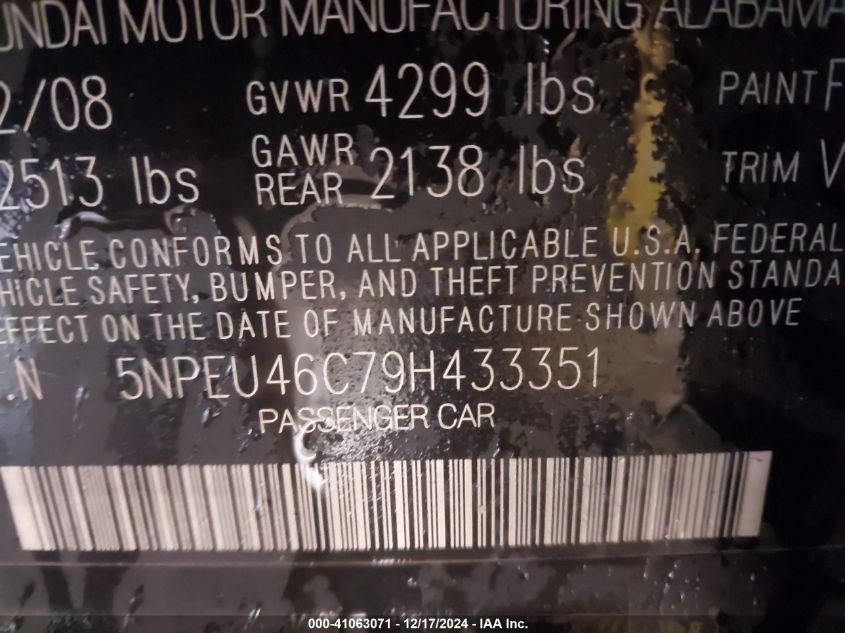 UNDAI MOTOR MANUFACTURING ALABAMA
2/08 GVWR 4299 lbs PAINT F
2513 lbs GAWR REAR 2138 lbs TRIM V
EHICLE CONFORMS TO ALL APPLICABLE U.S.A. FEDERAL
HICLE SAFETY, BUMPER, AND THEFT PREVENTION STANDA
EFFECT ON THE DATE OF MANUFACTURE SHOWN ABOVE
.N 5NPEU46C79H433351
PASSENGER CAR
000-41063071 - 12/17/2024 - IAA Inc.